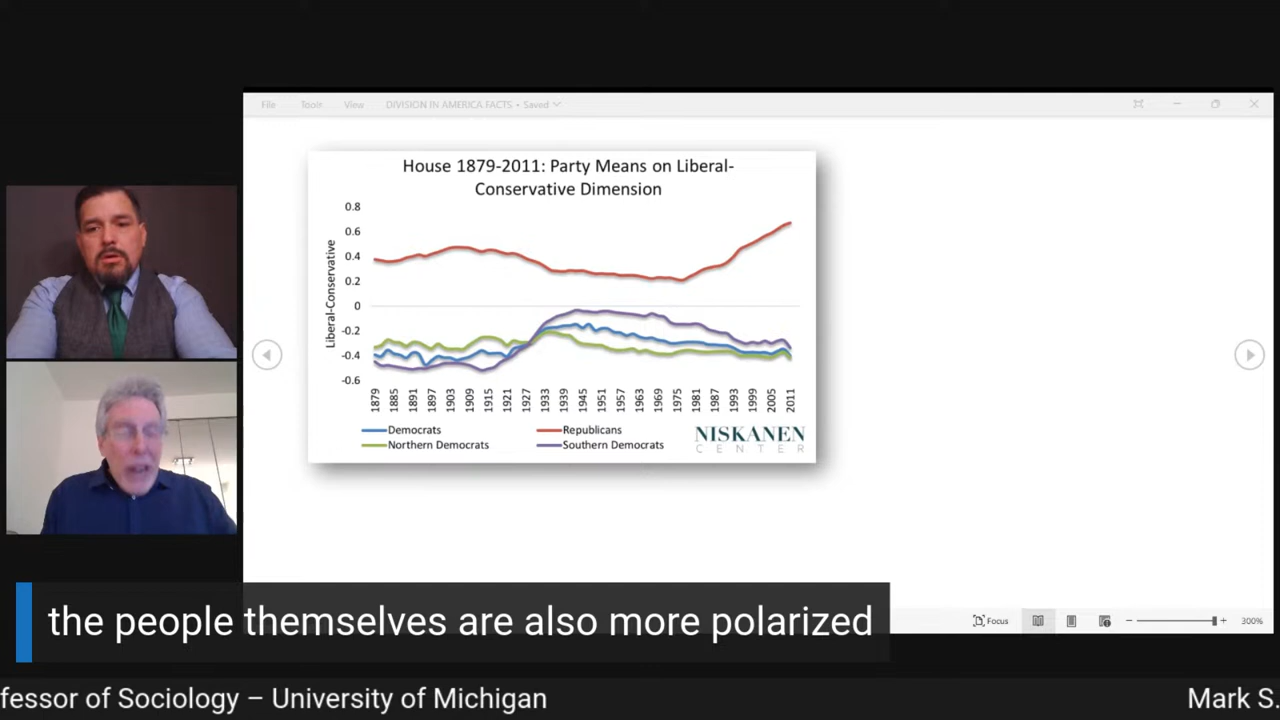 File Tools View DIVISION IN AMERICA FACTS • Saved
House 1879-2011: Party Means on Liberal-
Conservative Dimension
Liberal-Conservative
0.8
0.6
0.4
0.2
0
-0.2
-0.4
-0.6
1879 1885 1891 1897 1903 1909 1915 1921 1927 1933 1939 1945 1951 1957 1963 1969 1975 1981 1987 1993 1999 2005 2011
Democrats Republicans
Northern Democrats Southern Democrats
NISKANEN
CENTER
the people themselves are also more polarized
Focus 300%
fessor of Sociology – University of Michigan Mark S.